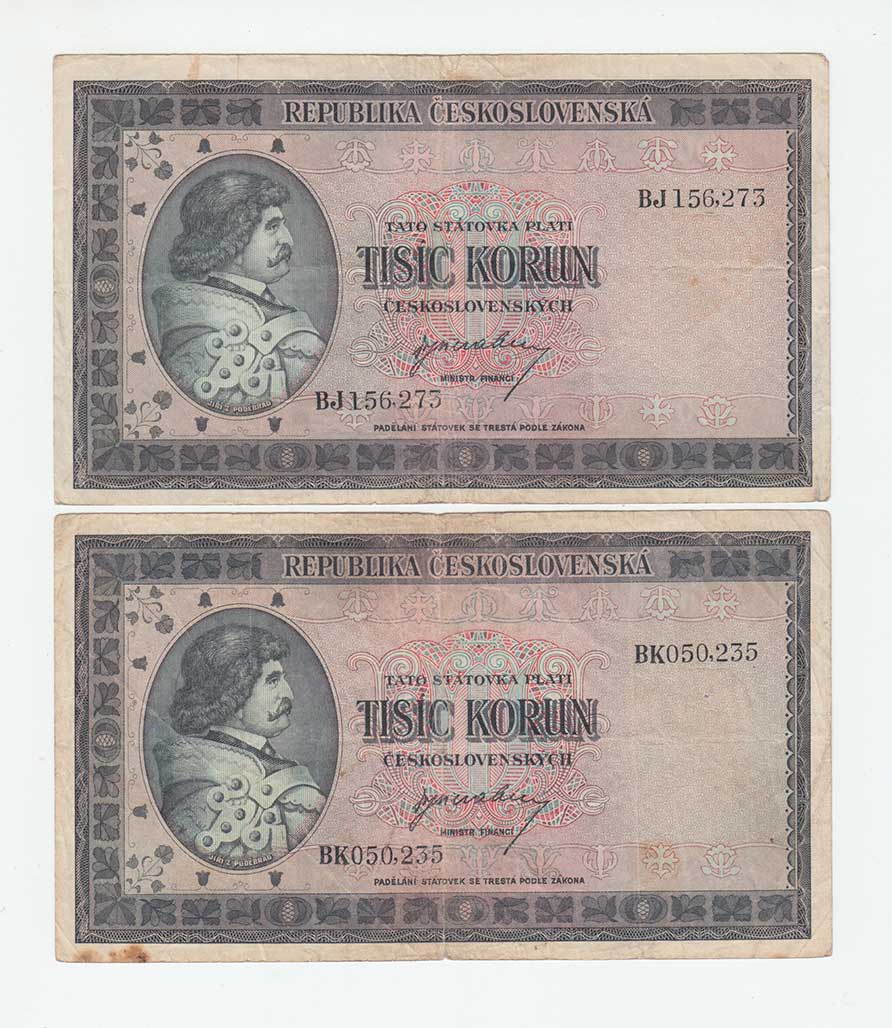 REPUBLIKA ČESKOSLOVENSKÁ
BJ 156,273
TATO STÁTOVKA PLATÍ
TISÍC KORUN
ČESKOSLOVENSKÝCH
MINISTR FINANCÍ
JIŘÍ Z PODĚBRAD
BJ 156,273
PADĚLÁNÍ STÁTOVEK SE TRESTÁ PODLE ZÁKONA
REPUBLIKA ČESKOSLOVENSKÁ
BK050,235
TATO STÁTOVKA PLATÍ
TISÍC KORUN
ČESKOSLOVENSKÝCH
MINISTR FINANCÍ
JIŘÍ Z PODĚBRAD
BK050,235
PADĚLÁNÍ STÁTOVEK SE TRESTÁ PODLE ZÁKONA